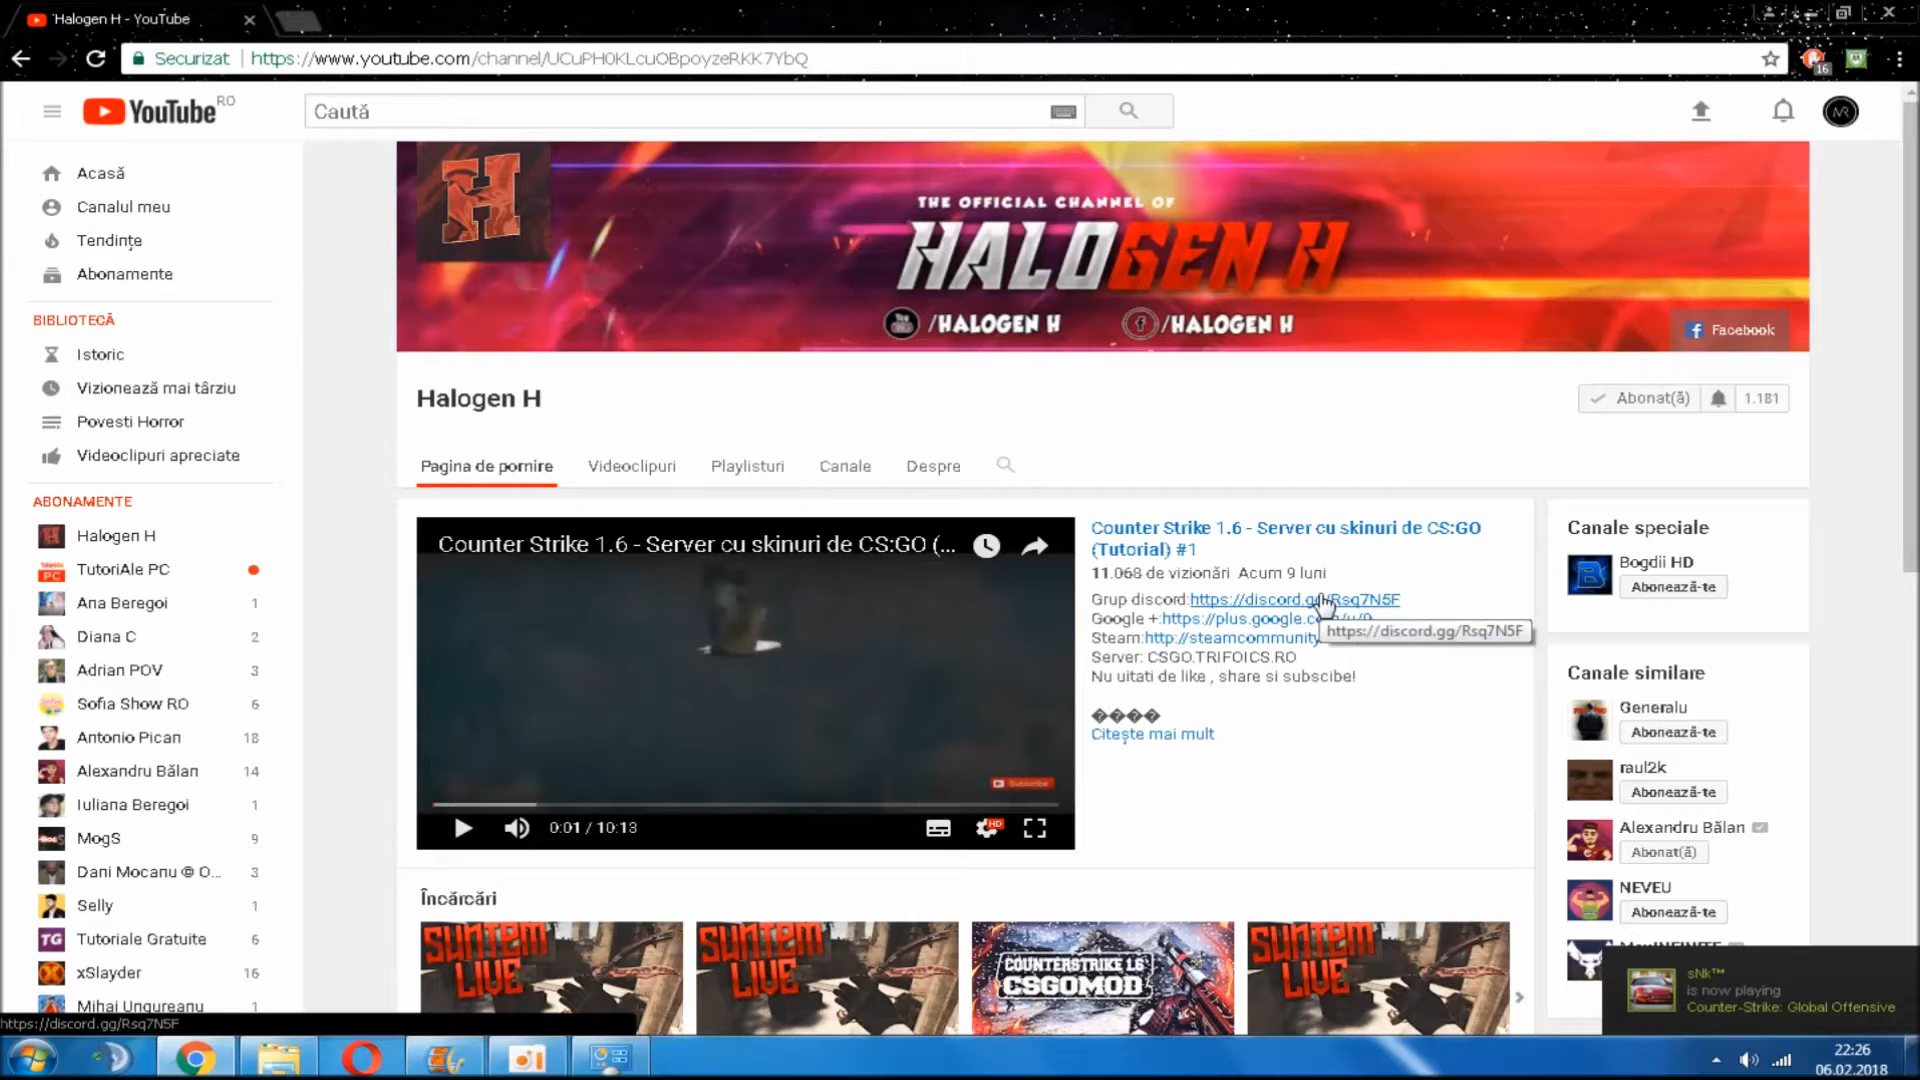 Halogen H - YouTube
Securizat https://www.youtube.com/channel/UCuPH0KLcuOBpoyzeRKK7YbQ
16
YouTube RO
Caută
MR
Acasă
Canalul meu
Tendințe
Abonamente
BIBLIOTECĂ
Istoric
Vizionează mai târziu
Povesti Horror
Videoclipuri apreciate
ABONAMENTE
Halogen H
TutoriAle PC
Ana Beregoi 1
Diana C 2
Adrian POV 3
Sofia Show RO 6
Antonio Pican 18
Alexandru Bălan 14
Iuliana Beregoi 1
MogS 9
Dani Mocanu ® O... 3
Selly 1
Tutoriale Gratuite 6
xSlayder 16
Mihai Ungureanu 1
https://discord.gg/Rsq7N5F
H
THE OFFICIAL CHANNEL OF
HALOGEN H
You Tube /HALOGEN H
f /HALOGEN H
Facebook
Halogen H
Abonat(ă) 1.181
Pagina de pornire Videoclipuri Playlisturi Canale Despre
Counter Strike 1.6 - Server cu skinuri de CS:GO (...
Subscribe
0:01 / 10:13
HD
Counter Strike 1.6 - Server cu skinuri de CS:GO
(Tutorial) #1
11.068 de vizionări Acum 9 luni
Grup discord:https://discord.gg/Rsq7N5F
Google +:https://plus.google.com/u/0
Steam:http://steamcommunity
https://discord.gg/Rsq7N5F
Server: CSGO.TRIFOICS.RO
Nu uitati de like , share si subscibe!
����
Citește mai mult
Încărcări
SUNTEM
LIVE
SUNTEM
LIVE
COUNTERSTRIKE 1.6
CSGOMOD
SUNTEM
LIVE
Canale speciale
Bogdii HD
Abonează-te
Canale similare
Generalu
Abonează-te
raul2k
Abonează-te
Alexandru Bălan
Abonat(ă)
NEVEU
Abonează-te
sNk™
is now playing
Counter-Strike: Global Offensive
22:26
06.02.2018